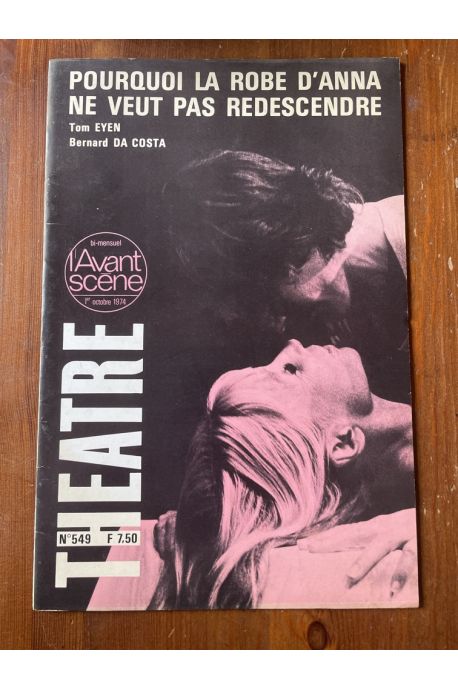 POURQUOI LA ROBE D'ANNA
NE VEUT PAS REDESCENDRE
Tom EYEN
Bernard DA COSTA
bi-mensuel
l'Avant
scène
1er octobre 1974
THEATRE
N°549 F 7.50